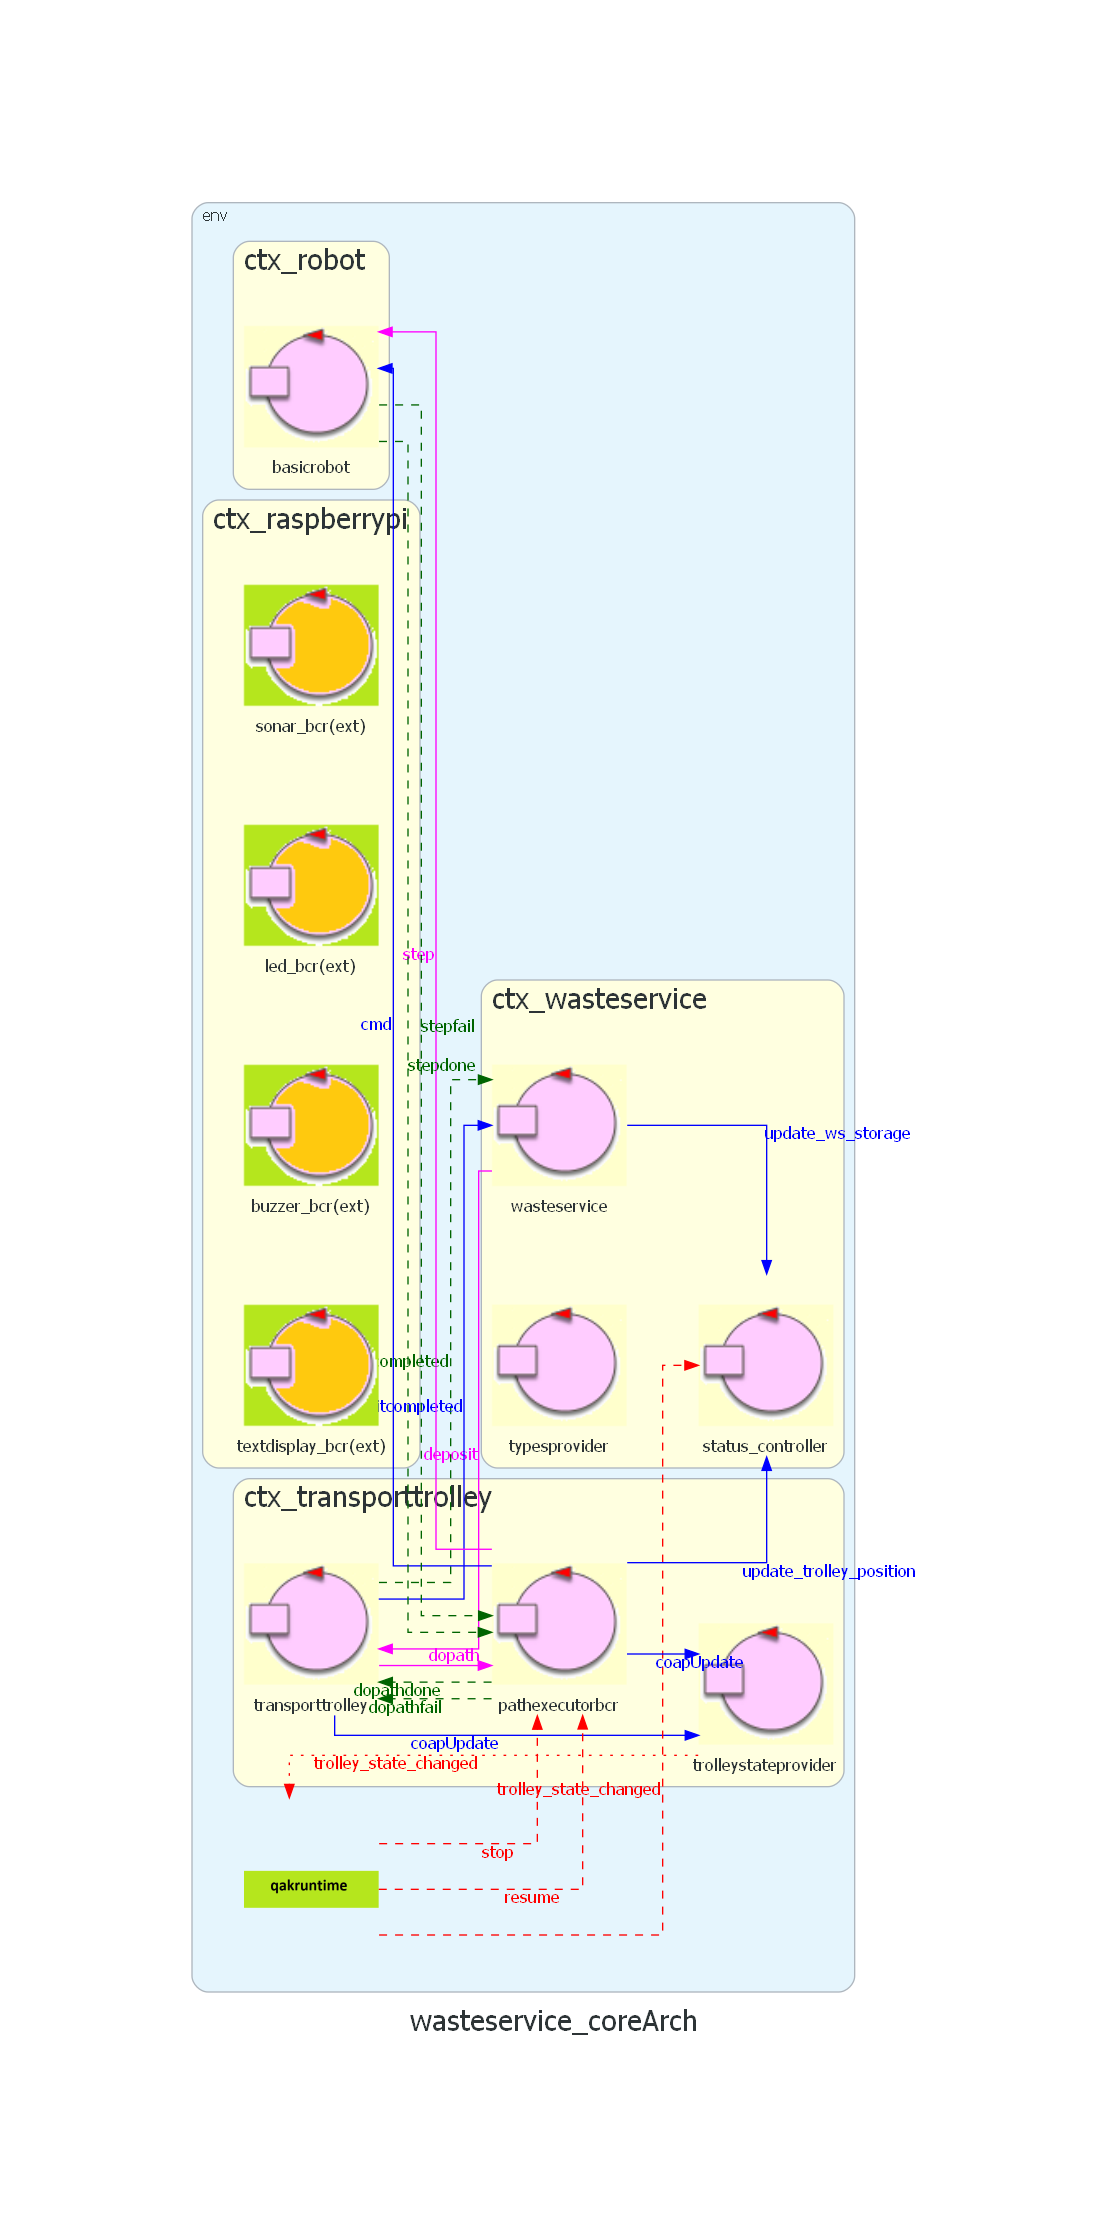 env
ctx_robot
basicrobot
ctx_raspberrypi
sonar_bcr(ext)
led_bcr(ext)
step
ctx_wasteservice
cmd
stepfail
stepdone
update_ws_storage
buzzer_bcr(ext)
wasteservice
ompleted
itcompleted
textdisplay_bcr(ext)
typesprovider
status_controller
deposit
ctx_transporttrolley
update_trolley_position
dopath
coapUpdate
dopathdone
transporttrolley
dopathfail
pathexecutorbcr
coapUpdate
trolley_state_changed
trolleystateprovider
trolley_state_changed
stop
qakruntime
resume
wasteservice_coreArch